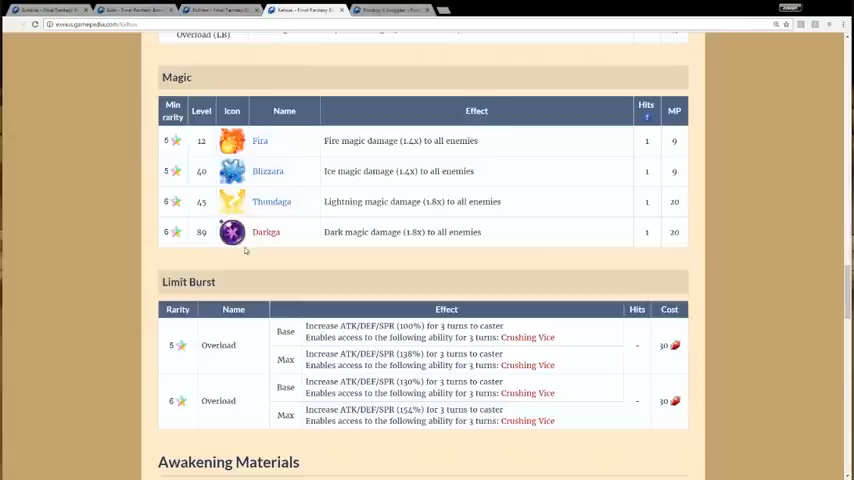 exvius.gamepedia.com/Kelsus
Overload (LB)
Magic
Min rarity Level Icon Name Effect Hits MP
5 12 Fira Fire magic damage (1.4x) to all enemies 1 9
5 40 Blizzara Ice magic damage (1.4x) to all enemies 1 9
6 45 Thundaga Lightning magic damage (1.8x) to all enemies 1 20
6 89 Darkga Dark magic damage (1.8x) to all enemies 1 20
Limit Burst
Rarity Name Effect Hits Cost
5 Overload Base Increase ATK/DEF/SPR (100%) for 3 turns to caster
Enables access to the following ability for 3 turns: Crushing Vice
Max Increase ATK/DEF/SPR (138%) for 3 turns to caster
Enables access to the following ability for 3 turns: Crushing Vice
- 30
6 Overload Base Increase ATK/DEF/SPR (130%) for 3 turns to caster
Enables access to the following ability for 3 turns: Crushing Vice
Max Increase ATK/DEF/SPR (154%) for 3 turns to caster
Enables access to the following ability for 3 turns: Crushing Vice
- 30
Awakening Materials